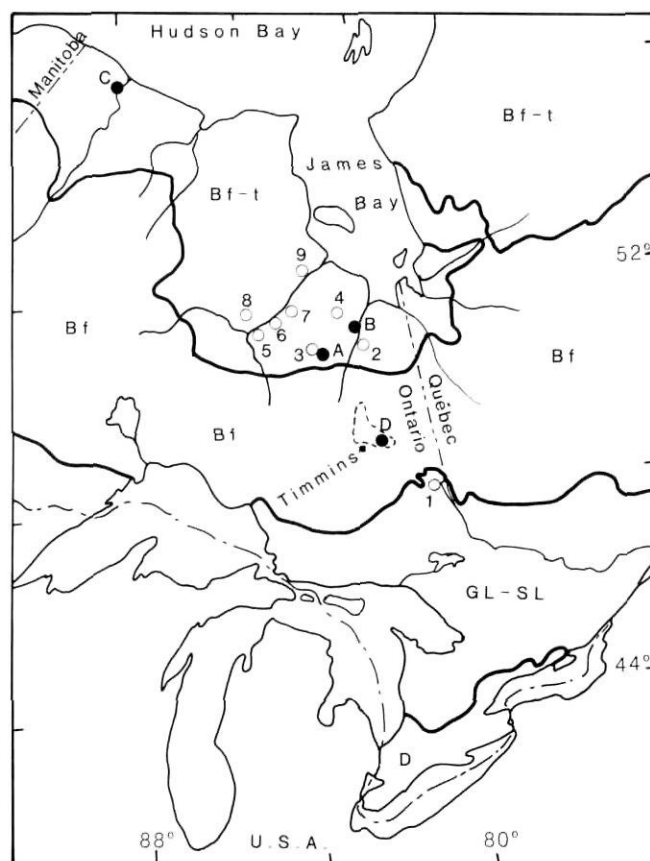 Hudson Bay
Manitoba
C
Bf-t
James
Bay
Bf-t
52°
9
8
7
4
B
6
5
3
A
2
Bf
Bf
Québec
Ontario
Bf
D
Timmins
1
GL-SL
44°
D
88°
80°
U.S.A.